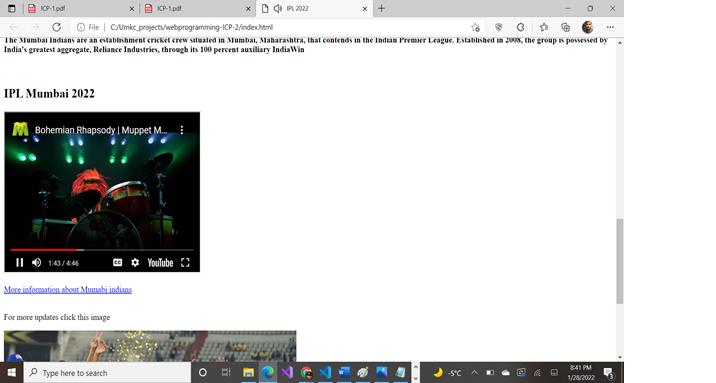 ICP-1.pdf
ICP-1.pdf
IPL 2022
File | C:/Umkc_projects/webprogramming-ICP-2/index.html
The Mumbai Indians are an establishment cricket crew situated in Mumbai, Maharashtra, that contends in the Indian Premier League. Established in 2008, the group is possessed by
India's greatest aggregate, Reliance Industries, through its 100 percent auxiliary IndiaWin
IPL Mumbai 2022
Bohemian Rhapsody | Muppet M...
1:43 / 4:46
CC
YouTube
More information about Mumabi indians
For more updates click this image
Type here to search
-5°C
8:41 PM
1/28/2022
3